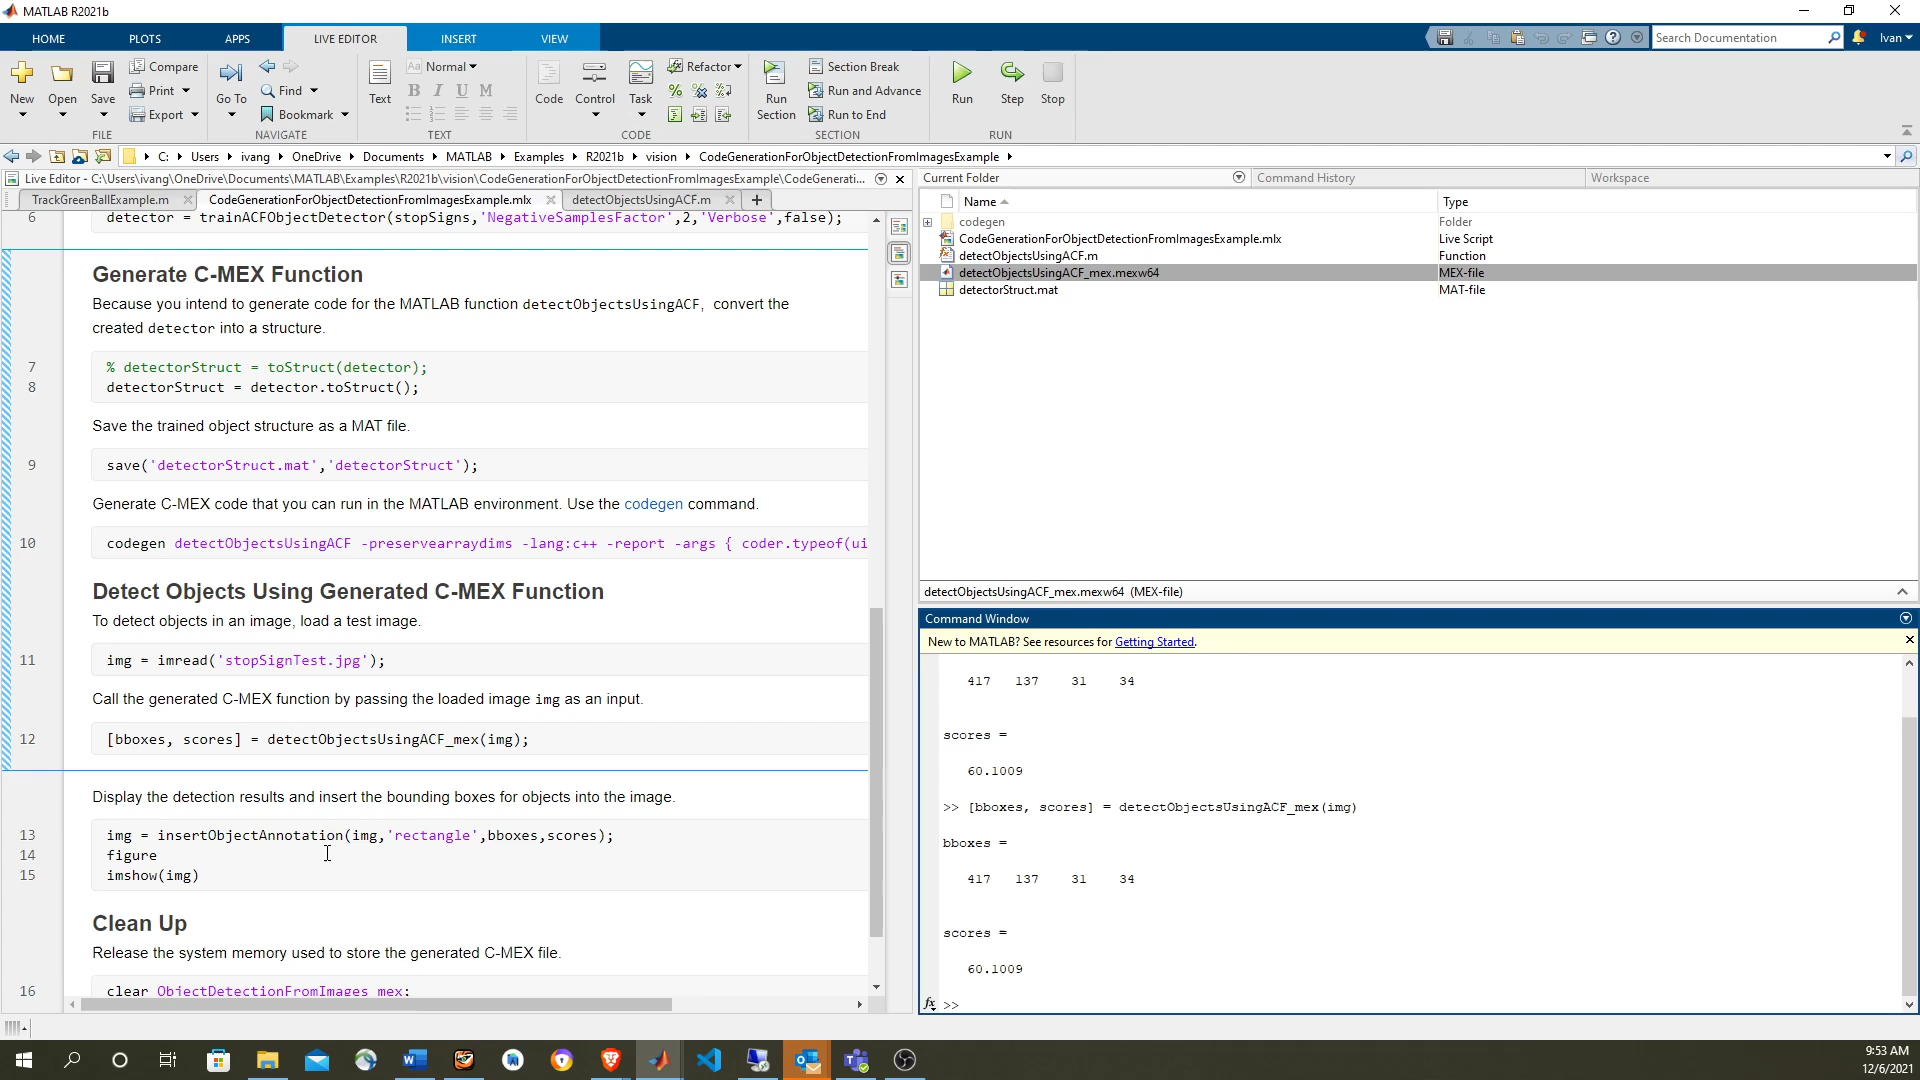 MATLAB R2021b
HOME PLOTS APPS LIVE EDITOR INSERT VIEW
Search Documentation Ivan
New Open Save Compare Print Export
FILE
Go To Find Bookmark
NAVIGATE
Text Aa Normal B I U M
TEXT
Code Control Task Refactor
CODE
Run Section Section Break Run and Advance Run to End
SECTION
Run Step Stop
RUN
C: Users ivang OneDrive Documents MATLAB Examples R2021b vision CodeGenerationForObjectDetectionFromImagesExample
Live Editor - C:\Users\ivang\OneDrive\Documents\MATLAB\Examples\R2021b\vision\CodeGenerationForObjectDetectionFromImagesExample\CodeGenerati...
TrackGreenBallExample.m CodeGenerationForObjectDetectionFromImagesExample.mlx detectObjectsUsingACF.m
6 detector = trainACFObjectDetector(stopSigns,'NegativeSamplesFactor',2,'Verbose',false);
Generate C-MEX Function
Because you intend to generate code for the MATLAB function detectObjectsUsingACF, convert the
created detector into a structure.
7 % detectorStruct = toStruct(detector);
8 detectorStruct = detector.toStruct();
Save the trained object structure as a MAT file.
9 save('detectorStruct.mat','detectorStruct');
Generate C-MEX code that you can run in the MATLAB environment. Use the codegen command.
10 codegen detectObjectsUsingACF -preservearraydims -lang:c++ -report -args { coder.typeof(ui
Detect Objects Using Generated C-MEX Function
To detect objects in an image, load a test image.
11 img = imread('stopSignTest.jpg');
Call the generated C-MEX function by passing the loaded image img as an input.
12 [bboxes, scores] = detectObjectsUsingACF_mex(img);
Display the detection results and insert the bounding boxes for objects into the image.
13 img = insertObjectAnnotation(img,'rectangle',bboxes,scores);
14 figure
15 imshow(img)
Clean Up
Release the system memory used to store the generated C-MEX file.
16 clear ObjectDetectionFromImages_mex;
Current Folder Command History Workspace
Name Type
codegen Folder
CodeGenerationForObjectDetectionFromImagesExample.mlx Live Script
detectObjectsUsingACF.m Function
detectObjectsUsingACF_mex.mexw64 MEX-file
detectorStruct.mat MAT-file
detectObjectsUsingACF_mex.mexw64 (MEX-file)
Command Window
New to MATLAB? See resources for Getting Started.
417 137 31 34
scores =
60.1009
>> [bboxes, scores] = detectObjectsUsingACF_mex(img)
bboxes =
417 137 31 34
scores =
60.1009
fx >>
9:53 AM
12/6/2021